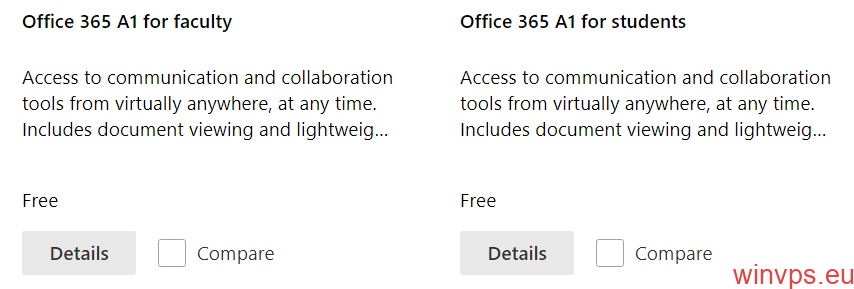 Office 365 A1 for faculty
Access to communication and collaboration
tools from virtually anywhere, at any time.
Includes document viewing and lightweig...
Free
Details
Compare
Office 365 A1 for students
Access to communication and collaboration
tools from virtually anywhere, at any time.
Includes document viewing and lightweig...
Free
Details
Compare
winvps.eu